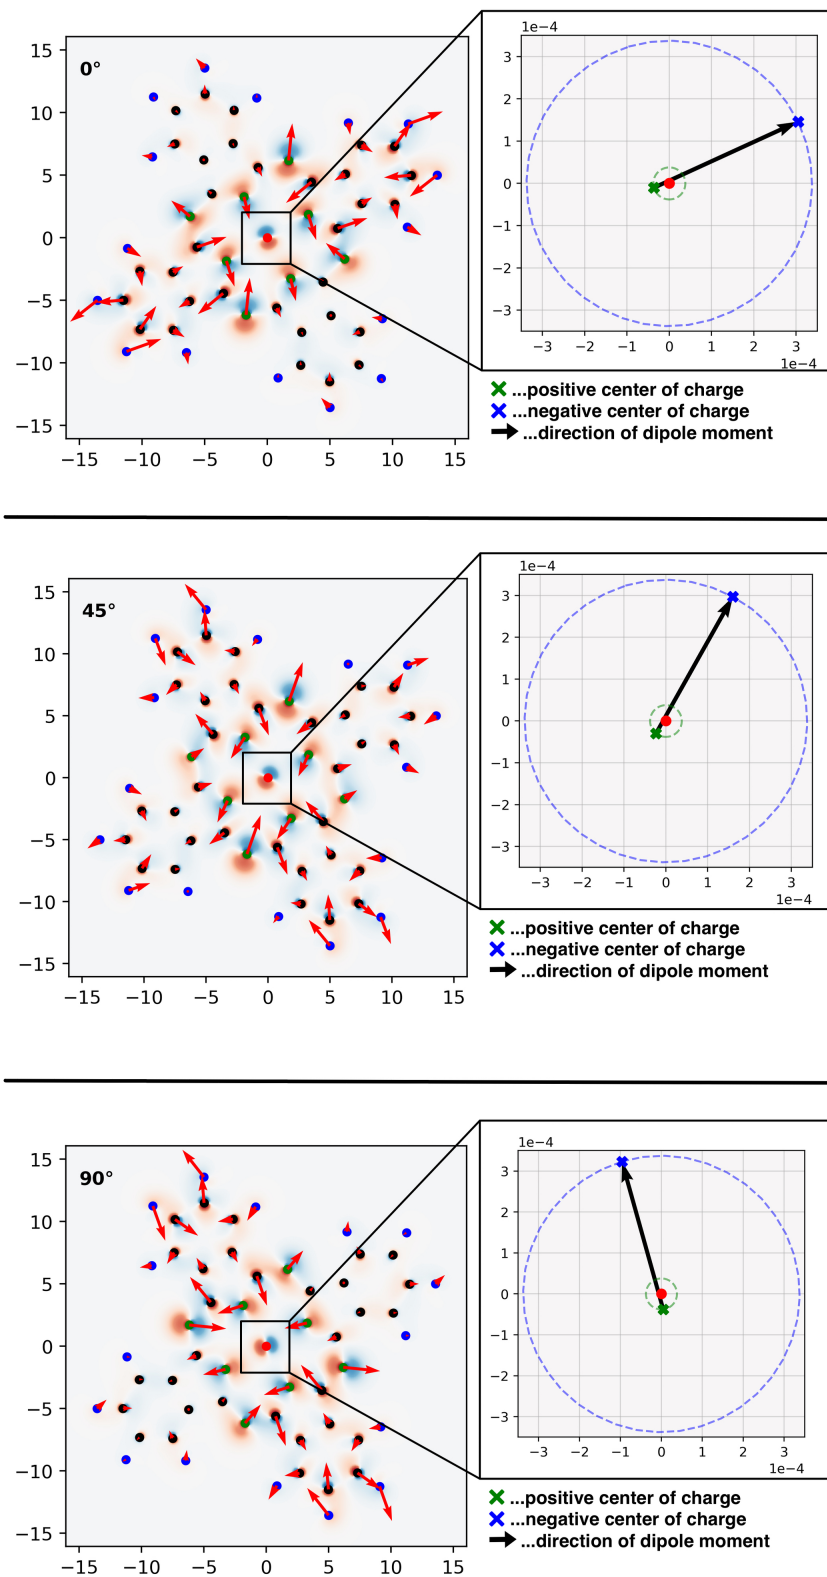 1e−4
15
10
5
0
−5
−10
−15
0°
−15 −10 −5 0 5 10 15
3
2
1
0
−1
−2
−3
−3 −2 −1 0 1 2 3
1e−4
...positive center of charge
...negative center of charge
...direction of dipole moment
1e−4
15
10
5
0
−5
−10
−15
45°
−15 −10 −5 0 5 10 15
3
2
1
0
−1
−2
−3
−3 −2 −1 0 1 2 3
1e−4
...positive center of charge
...negative center of charge
...direction of dipole moment
1e−4
15
10
5
0
−5
−10
−15
90°
−15 −10 −5 0 5 10 15
3
2
1
0
−1
−2
−3
−3 −2 −1 0 1 2 3
1e−4
...positive center of charge
...negative center of charge
...direction of dipole moment